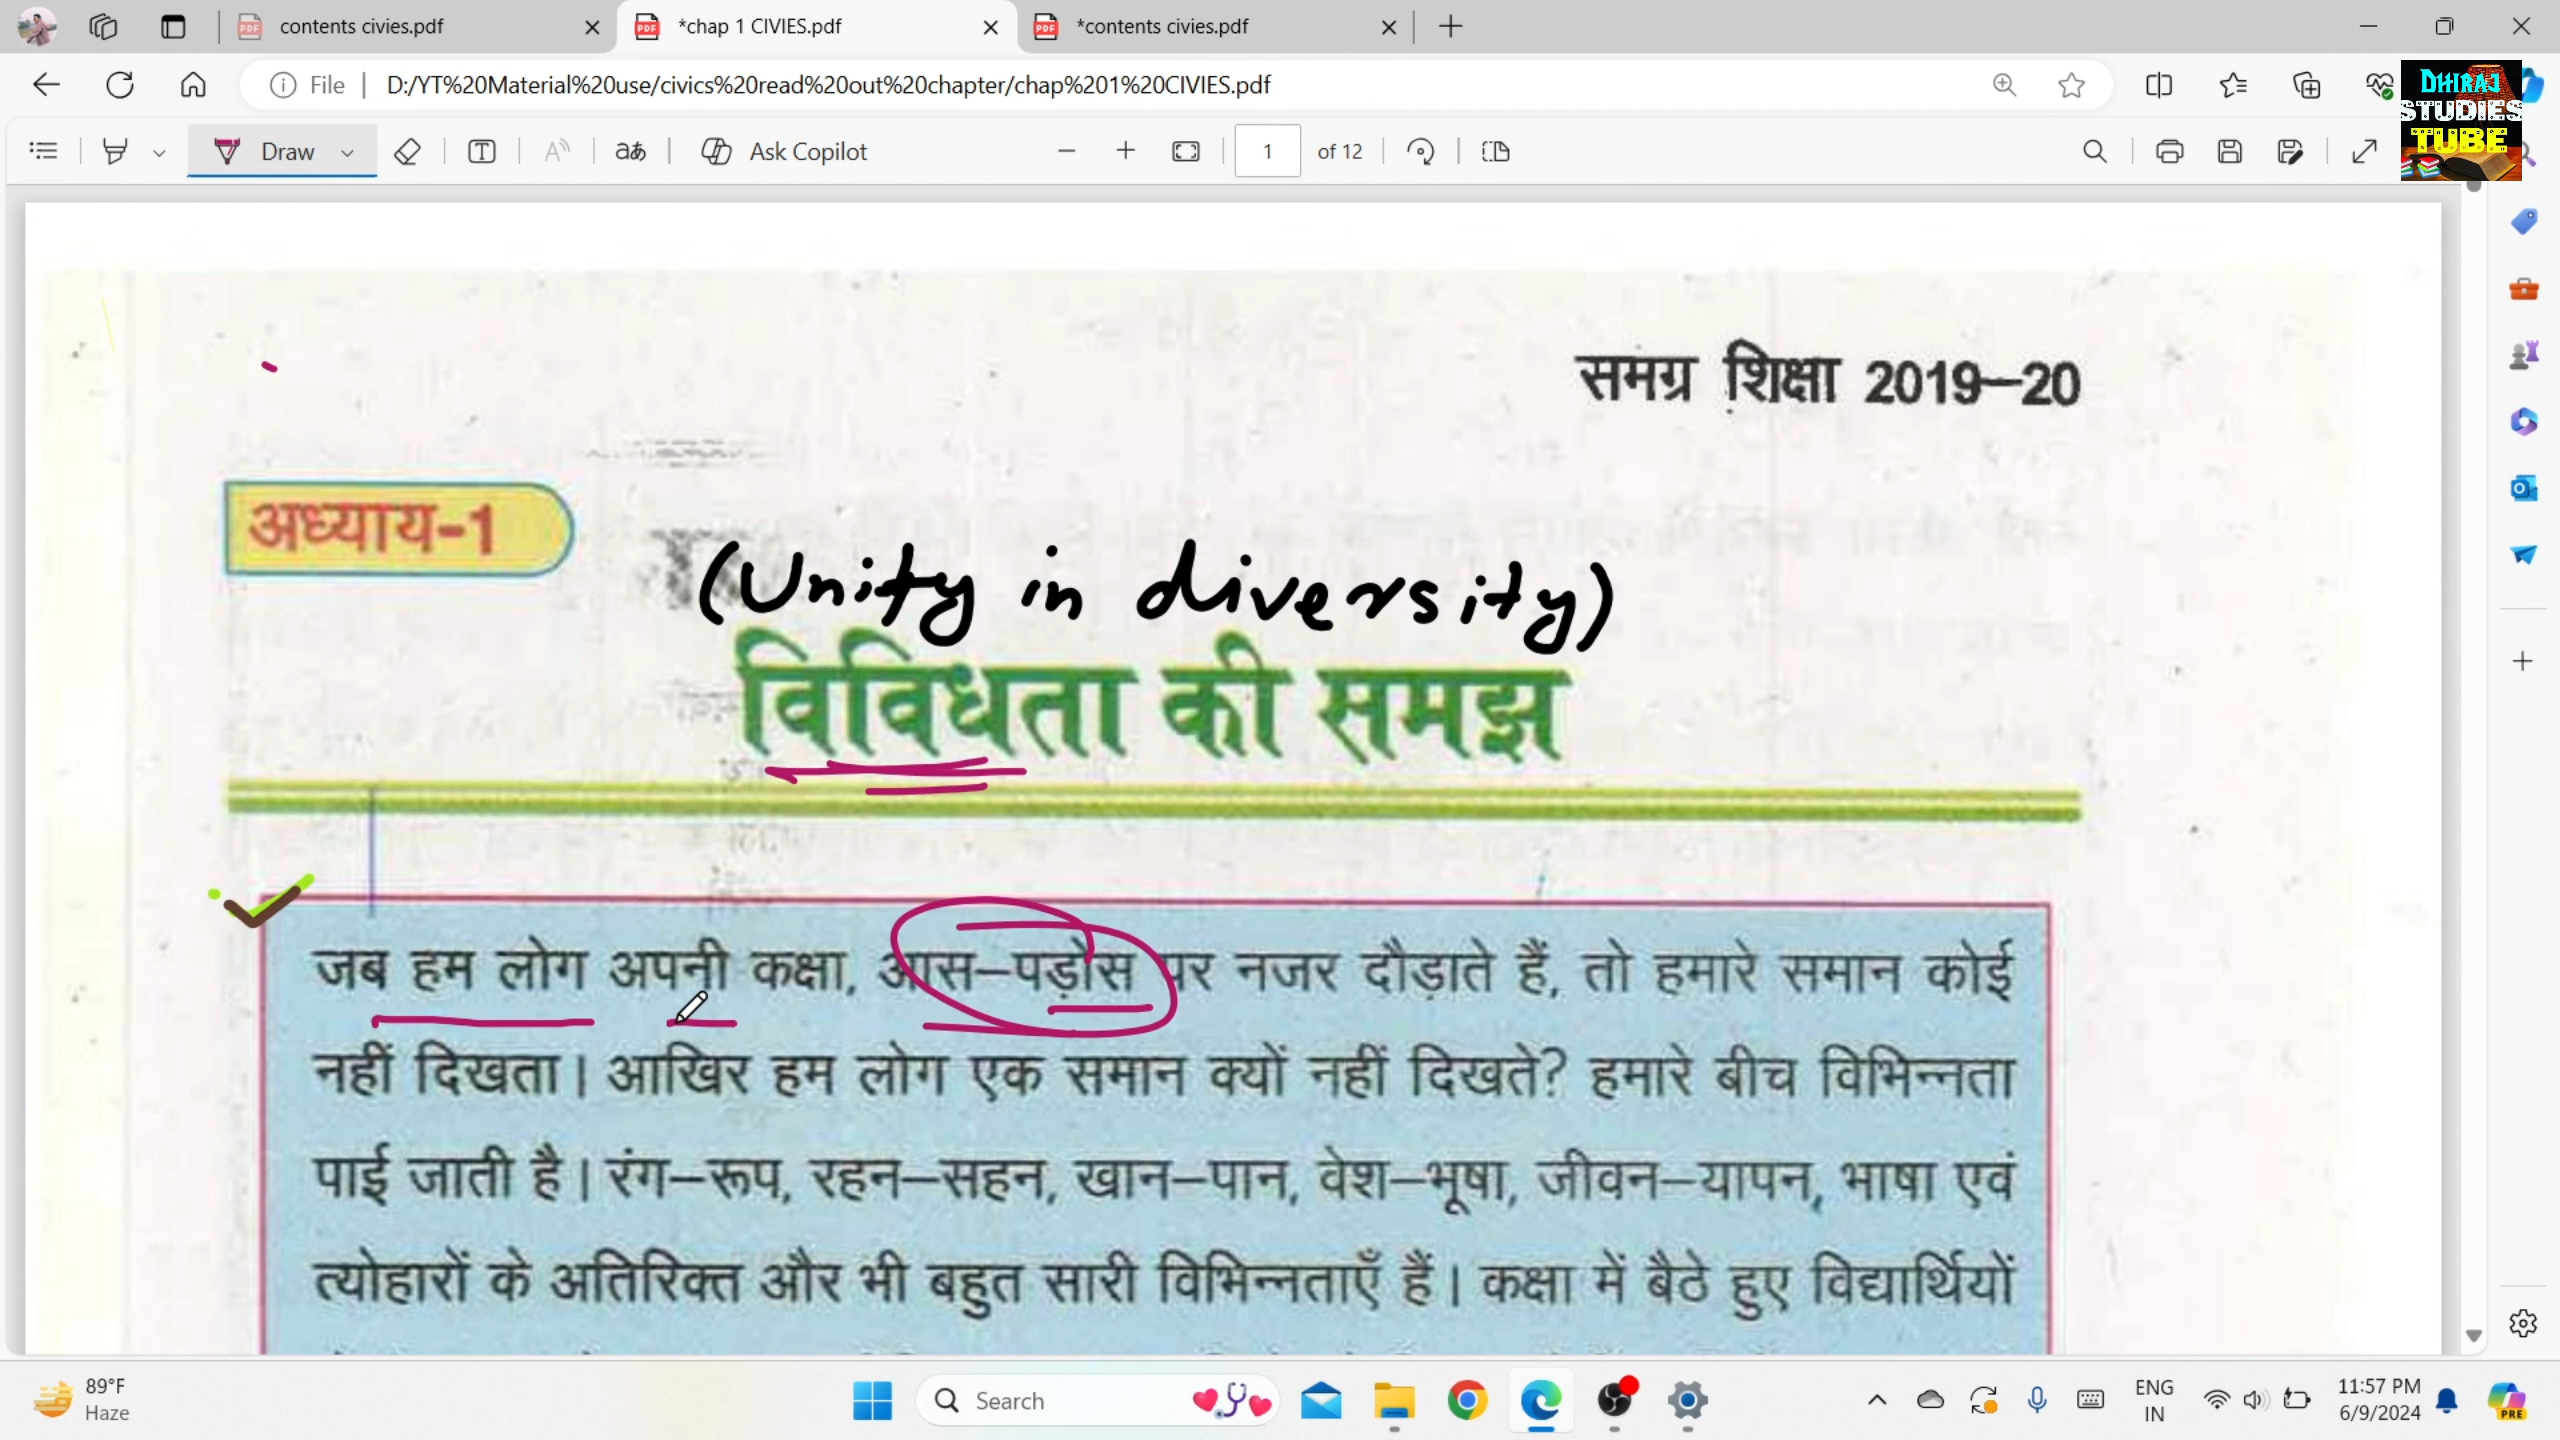 contents civies.pdf
*chap 1 CIVIES.pdf
*contents civies.pdf
File
D:/YT%20Material%20use/civics%20read%20out%20chapter/chap%201%20CIVIES.pdf
DHIRAJ
STUDIES
TUBE
Draw
aあ
Ask Copilot
1 of 12
समग्र शिक्षा 2019–20
अध्याय-1
(Unity in diversity)
विविधता की समझ
जब हम लोग अपनी कक्षा, आस–पड़ोस पर नजर दौड़ाते हैं, तो हमारे समान कोई
नहीं दिखता। आखिर हम लोग एक समान क्यों नहीं दिखते? हमारे बीच विभिन्नता
पाई जाती है। रंग–रूप, रहन–सहन, खान–पान, वेश–भूषा, जीवन–यापन, भाषा एवं
त्योहारों के अतिरिक्त और भी बहुत सारी विभिन्नताएँ हैं। कक्षा में बैठे हुए विद्यार्थियों
89°F
Haze
Search
ENG
IN
11:57 PM
6/9/2024
PRE